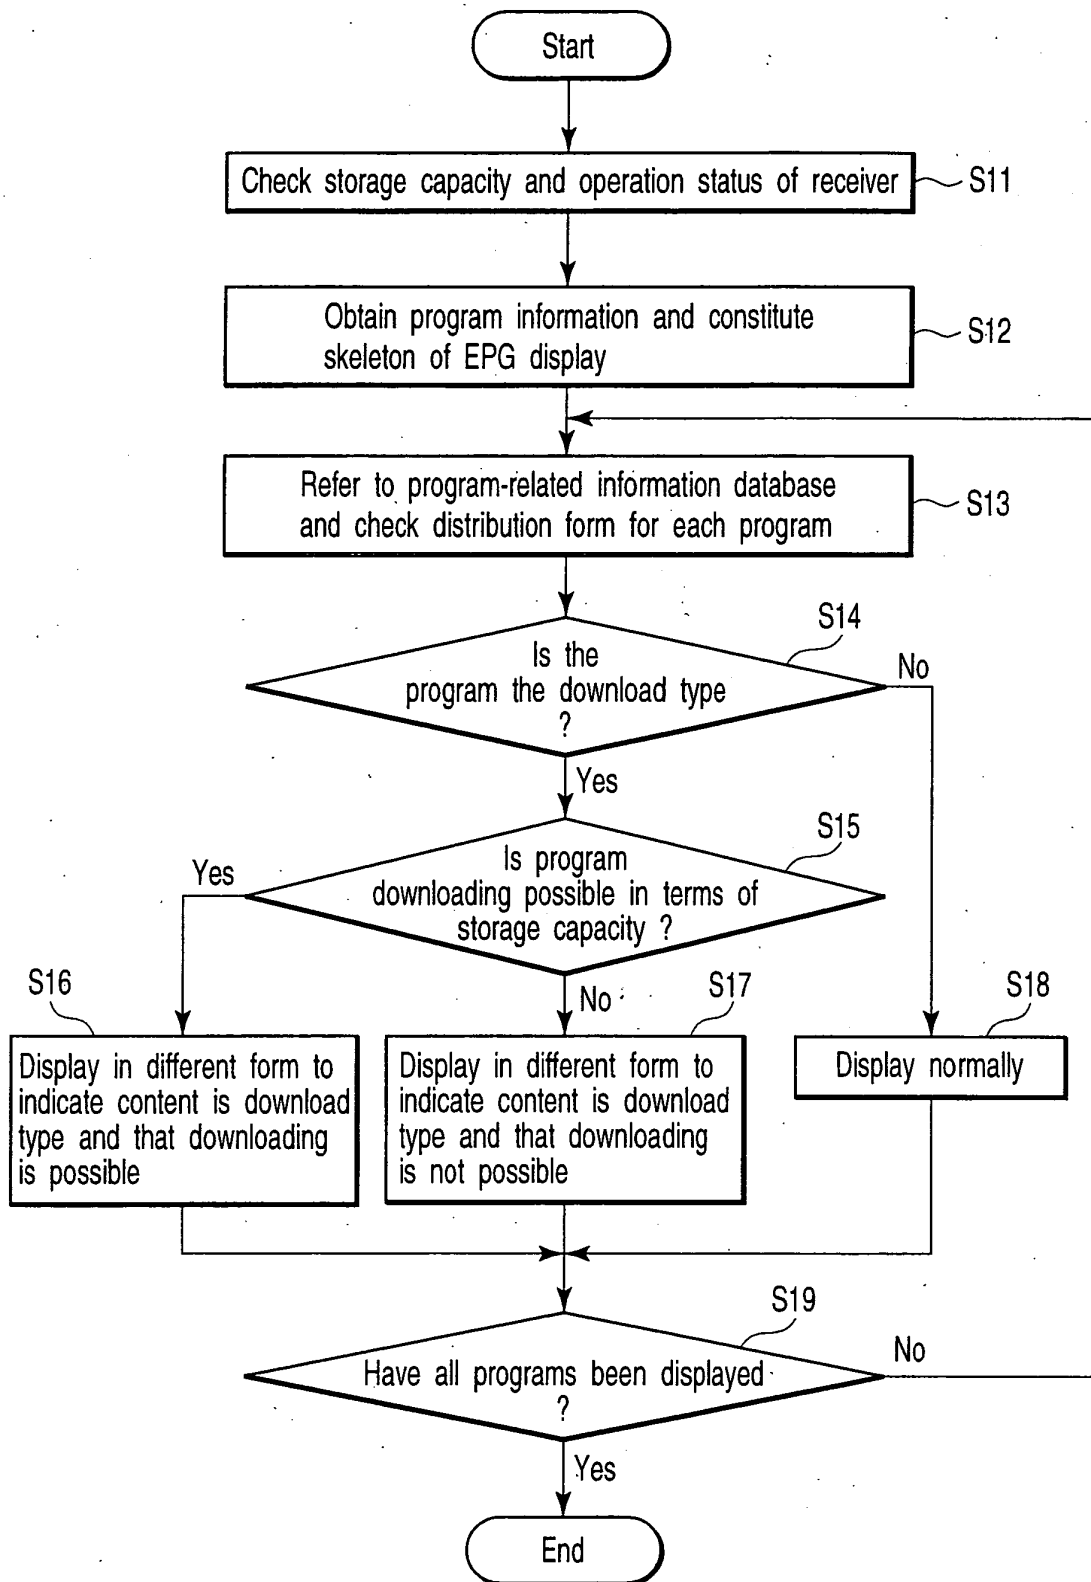 Start
Check storage capacity and operation status of receiver
S11
Obtain program information and constitute
skeleton of EPG display
S12
Refer to program-related information database
and check distribution form for each program
S13
S14
Is the
program the download type
?
No
Yes
S15
Is program
downloading possible in terms of
storage capacity ?
Yes
No
S16
Display in different form to
indicate content is download
type and that downloading
is possible
S17
Display in different form to
indicate content is download
type and that downloading
is not possible
S18
Display normally
S19
Have all programs been displayed
?
No
Yes
End